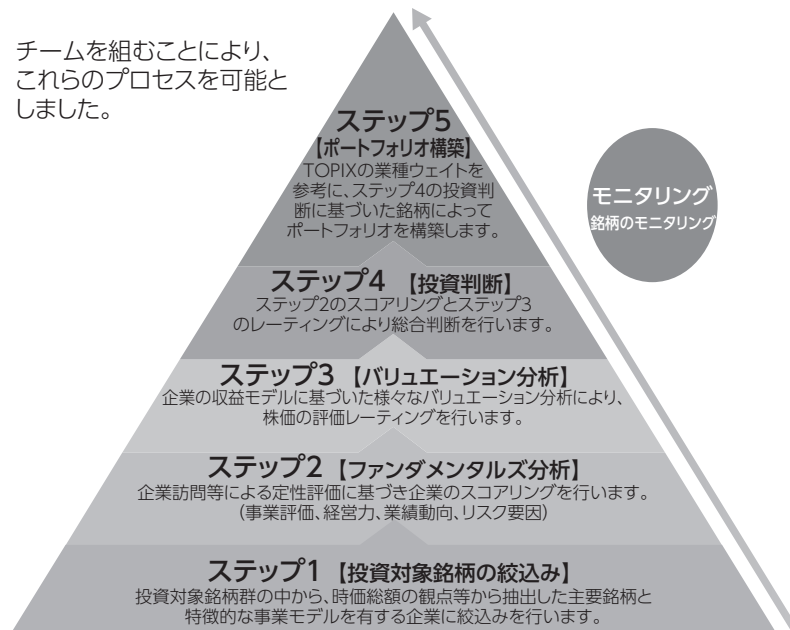 チームを組むことにより、
これらのプロセスを可能と
しました。
ステップ5
【ポートフォリオ構築】
TOPIXの業種ウェイトを
参考に、ステップ4の投資判
断に基づいた銘柄によって
ポートフォリオを構築します。
モニタリング
銘柄のモニタリング
ステップ4 【投資判断】
ステップ2のスコアリングとステップ3
のレーティングにより総合判断を行います。
ステップ3 【バリュエーション分析】
企業の収益モデルに基づいた様々なバリュエーション分析により、
株価の評価レーティングを行います。
ステップ2 【ファンダメンタルズ分析】
企業訪問等による定性評価に基づき企業のスコアリングを行います。
(事業評価、経営力、業績動向、リスク要因)
ステップ1 【投資対象銘柄の絞込み】
投資対象銘柄群の中から、時価総額の観点等から抽出した主要銘柄と
特徴的な事業モデルを有する企業に絞込みを行います。